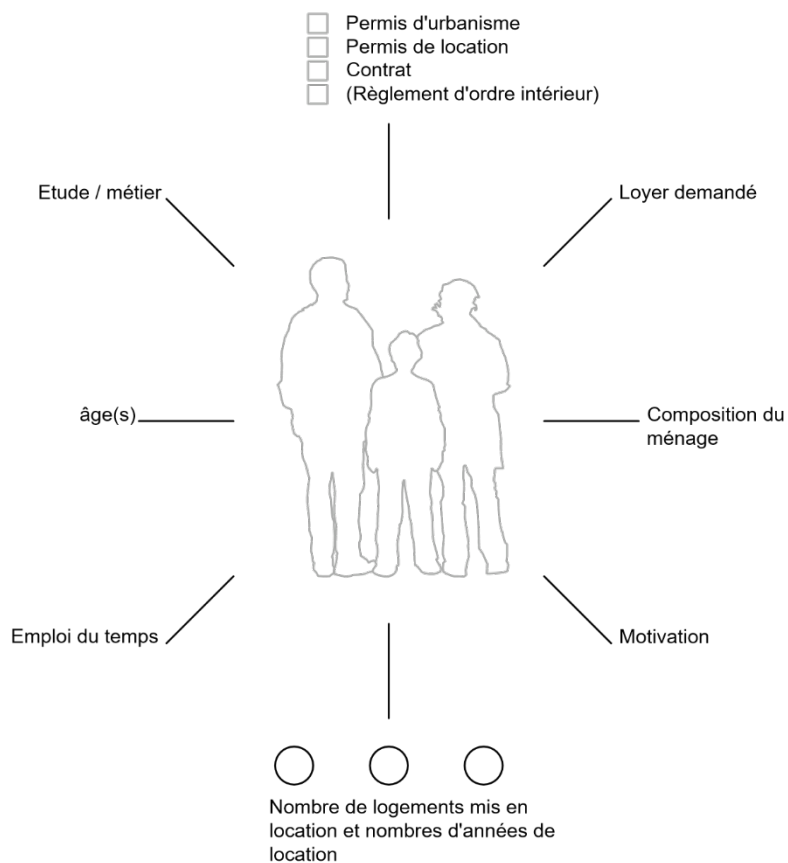 Permis d'urbanisme
Permis de location
Contrat
(Règlement d'ordre intérieur)
Etude / métier
Loyer demandé
âge(s)
Composition du
ménage
Emploi du temps
Motivation
Nombre de logements mis en
location et nombres d'années de
location